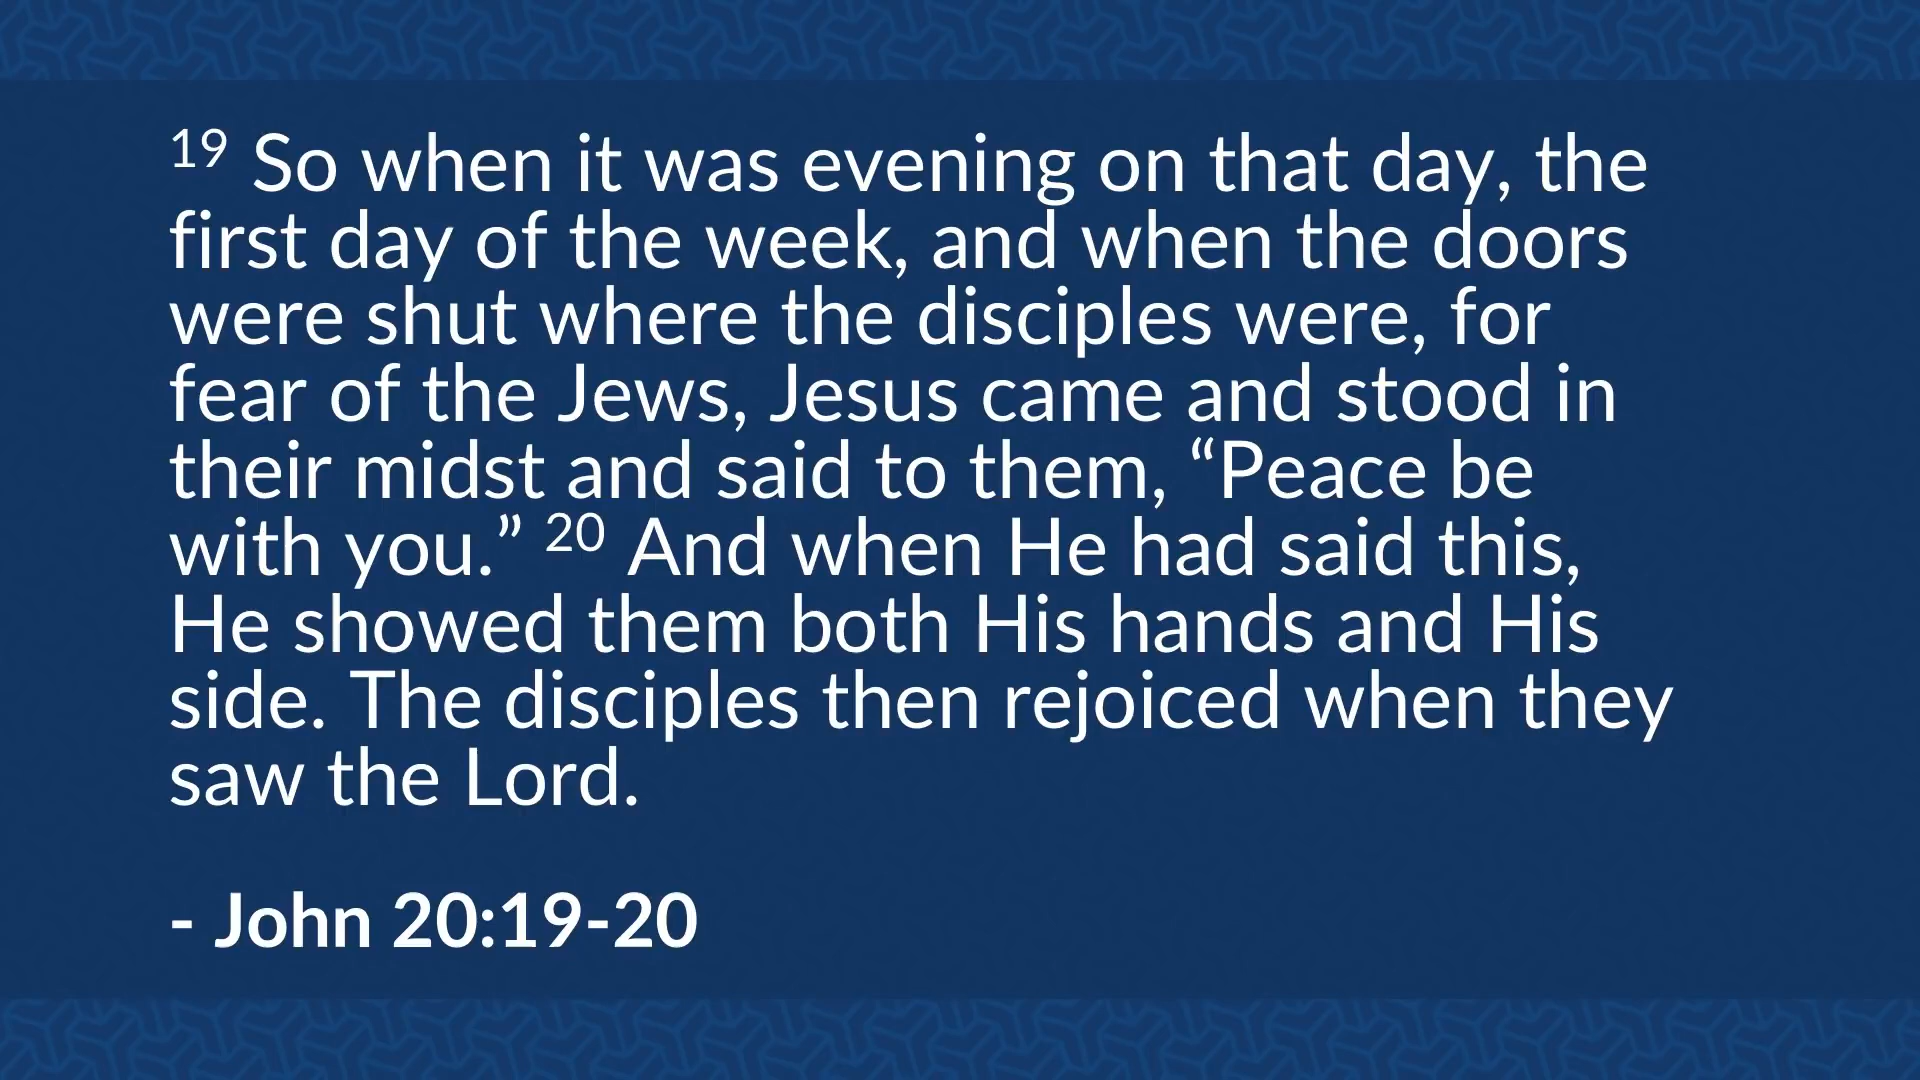 19 So when it was evening on that day, the
first day of the week, and when the doors
were shut where the disciples were, for
fear of the Jews, Jesus came and stood in
their midst and said to them, “Peace be
with you.” 20 And when He had said this,
He showed them both His hands and His
side. The disciples then rejoiced when they
saw the Lord.
- John 20:19-20